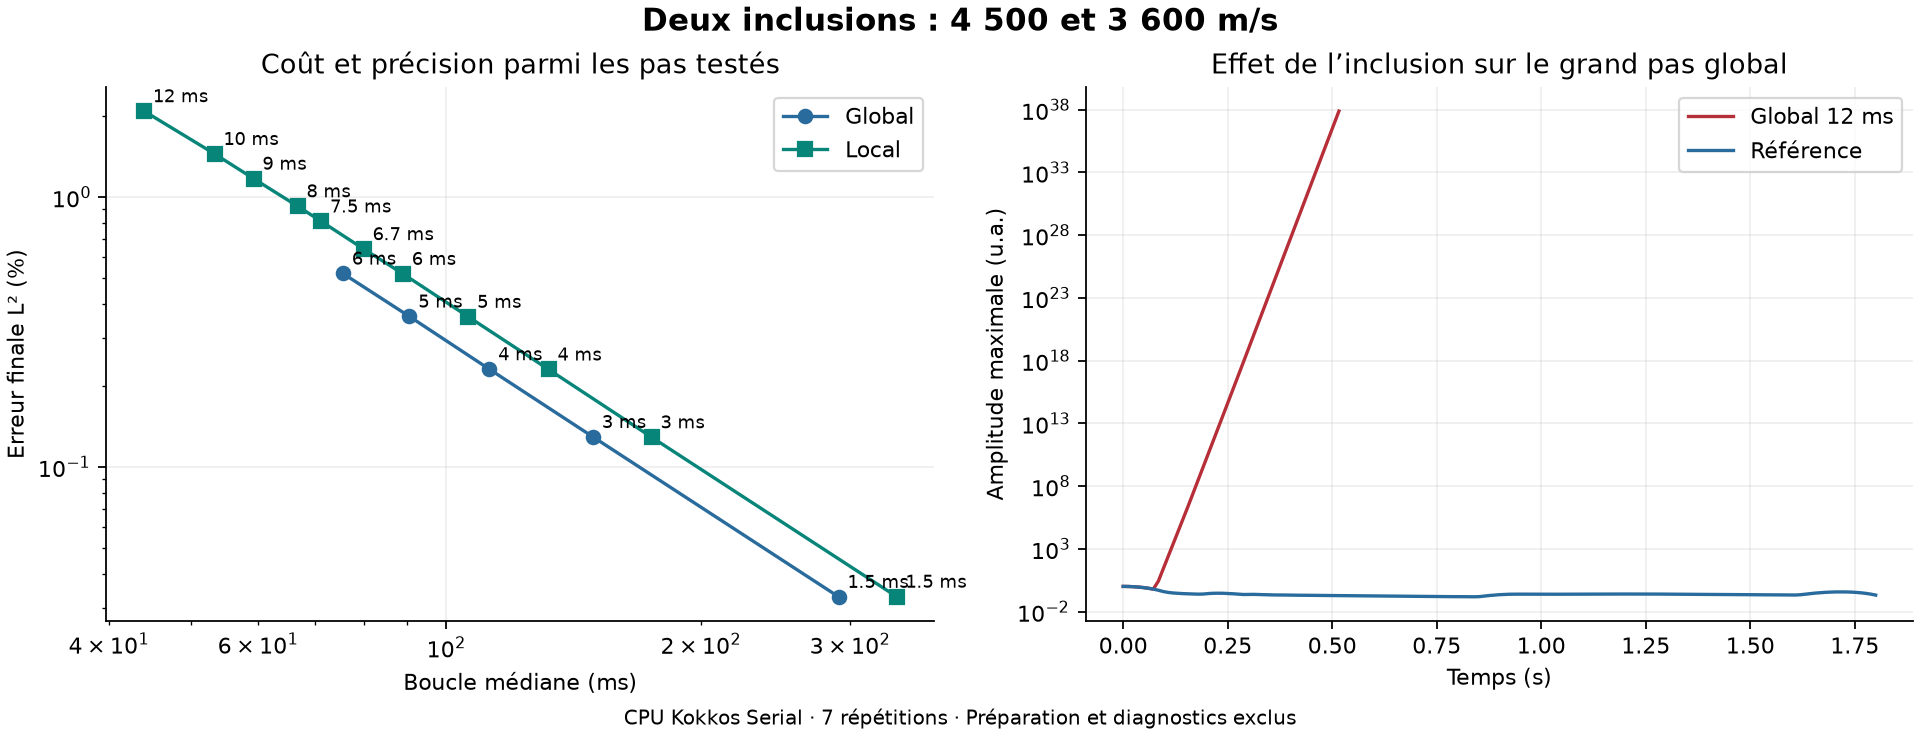 Deux inclusions : 4 500 et 3 600 m/s
Coût et précision parmi les pas testés
12 ms
10 ms
9 ms
8 ms
7.5 ms
6.7 ms
6 ms
6 ms
5 ms
5 ms
4 ms
4 ms
3 ms
3 ms
1.5 ms
1.5 ms
Global
Local
10⁰
10⁻¹
Erreur finale L² (%)
4 × 10¹
6 × 10¹
10²
2 × 10²
3 × 10²
Boucle médiane (ms)
Effet de l’inclusion sur le grand pas global
Global 12 ms
Référence
10³⁸
10³³
10²⁸
10²³
10¹⁸
10¹³
10⁸
10³
10⁻²
Amplitude maximale (u.a.)
0.00
0.25
0.50
0.75
1.00
1.25
1.50
1.75
Temps (s)
CPU Kokkos Serial · 7 répétitions · Préparation et diagnostics exclus